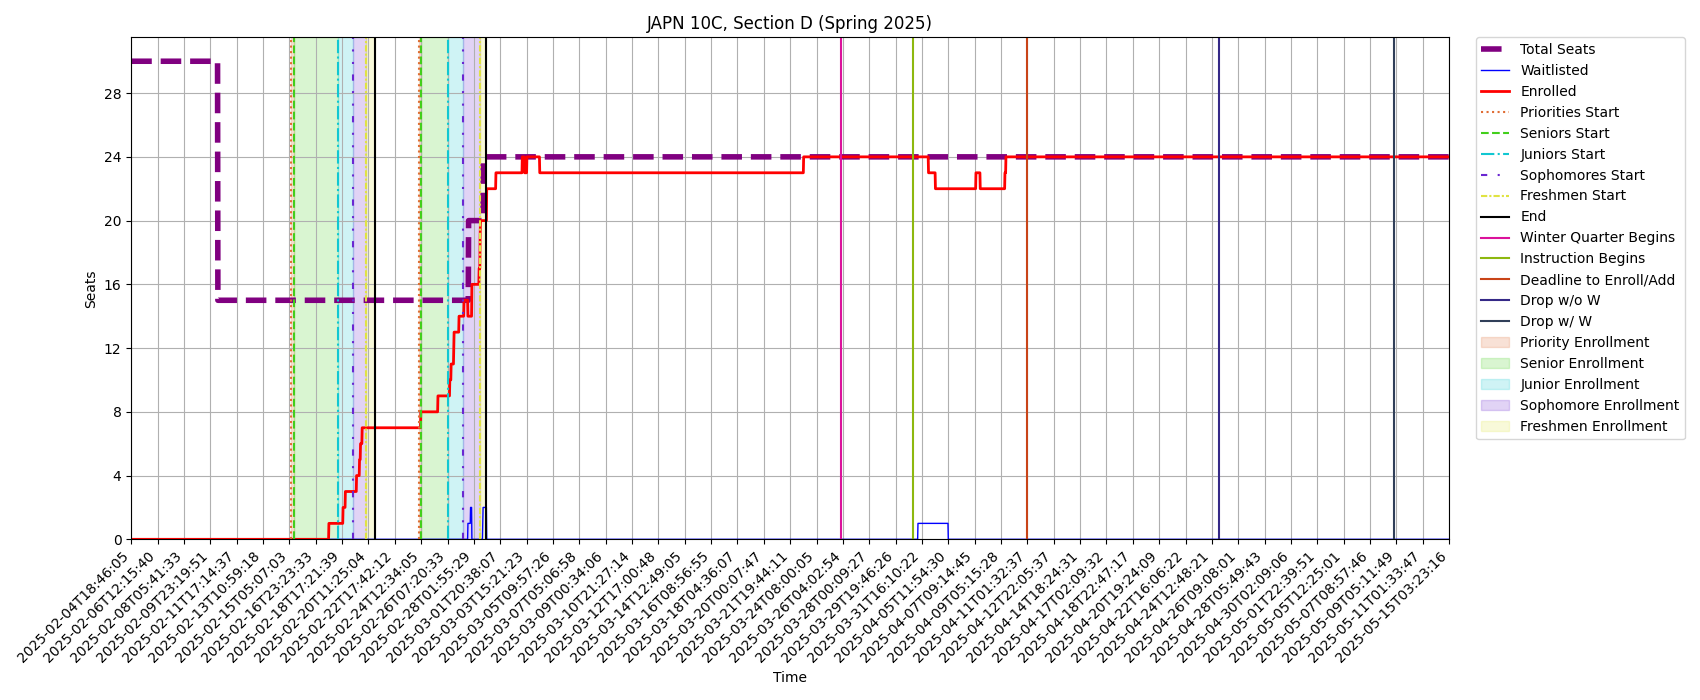 JAPN 10C, Section D (Spring 2025)
Seats
28
24
20
16
12
8
4
0
2025-02-04T18:46:05
2025-02-06T12:15:40
2025-02-08T05:41:33
2025-02-09T23:19:51
2025-02-11T17:14:37
2025-02-13T10:59:18
2025-02-15T05:07:03
2025-02-16T23:23:33
2025-02-18T17:21:39
2025-02-20T11:25:04
2025-02-22T17:42:12
2025-02-24T12:34:05
2025-02-26T07:20:33
2025-02-28T01:55:29
2025-03-01T20:38:07
2025-03-03T15:21:23
2025-03-05T09:57:26
2025-03-07T05:06:58
2025-03-09T00:34:06
2025-03-10T21:27:14
2025-03-12T17:00:48
2025-03-14T12:49:05
2025-03-16T08:56:55
2025-03-18T04:36:07
2025-03-20T00:07:47
2025-03-21T19:44:11
2025-03-24T08:00:05
2025-03-26T04:02:54
2025-03-28T00:09:27
2025-03-29T19:46:26
2025-03-31T16:10:22
2025-04-05T11:54:30
2025-04-07T09:14:45
2025-04-09T05:15:28
2025-04-11T01:32:37
2025-04-12T22:05:37
2025-04-14T18:24:31
2025-04-17T02:09:32
2025-04-18T22:47:17
2025-04-20T19:24:09
2025-04-22T16:06:22
2025-04-24T12:48:21
2025-04-26T09:08:01
2025-04-28T05:49:43
2025-04-30T02:09:06
2025-05-01T22:39:51
2025-05-05T12:25:01
2025-05-07T08:57:46
2025-05-09T05:11:49
2025-05-11T01:33:47
2025-05-15T03:23:16
Time
Total Seats
Waitlisted
Enrolled
Priorities Start
Seniors Start
Juniors Start
Sophomores Start
Freshmen Start
End
Winter Quarter Begins
Instruction Begins
Deadline to Enroll/Add
Drop w/o W
Drop w/ W
Priority Enrollment
Senior Enrollment
Junior Enrollment
Sophomore Enrollment
Freshmen Enrollment